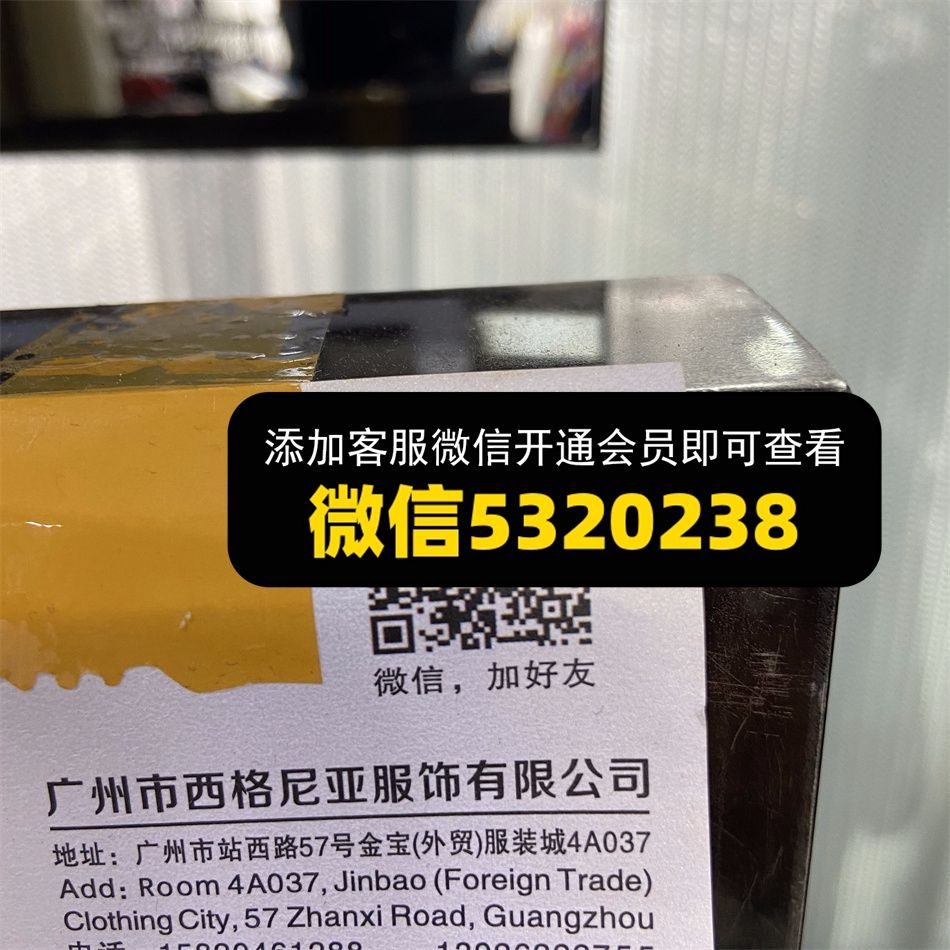 添加客服微信开通会员即可查看
微信5320238
微信，加好友
广州市西格尼亚服饰有限公司
地址：广州市站西路57号金宝(外贸)服装城4A037
Add: Room 4A037, Jinbao (Foreign Trade)
Clothing City, 57 Zhanxi Road, Guangzhou